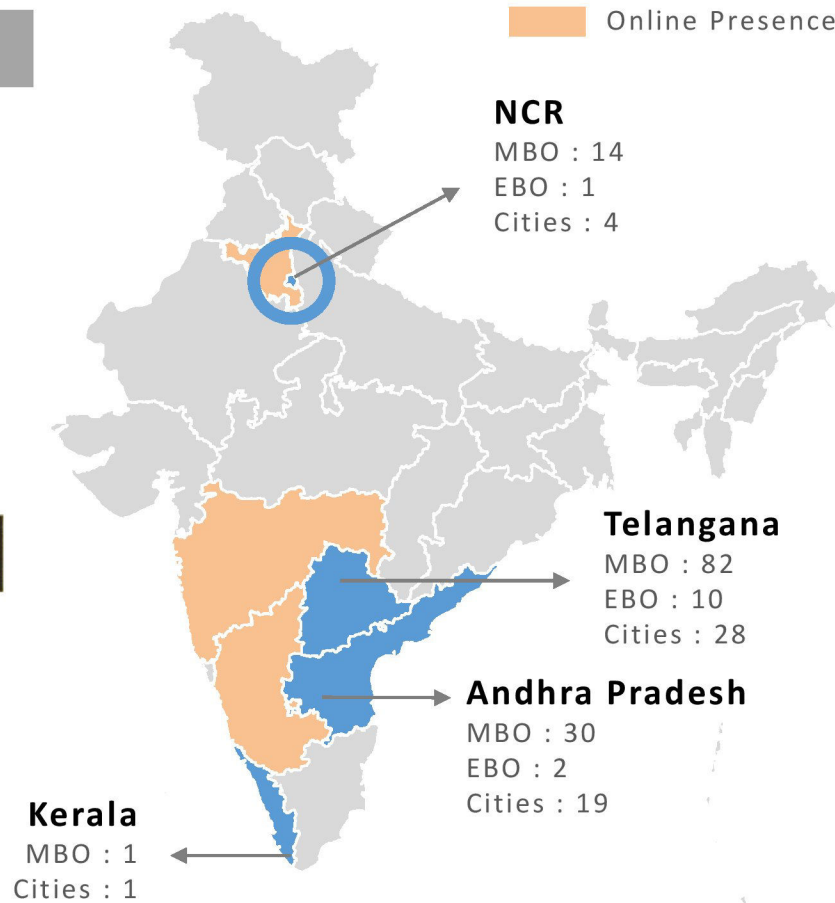 Online Presence
NCR
MBO : 14
EBO : 1
Cities : 4
Telangana
MBO : 82
EBO : 10
Cities : 28
Andhra Pradesh
MBO : 30
EBO : 2
Cities : 19
Kerala
MBO : 1
Cities : 1